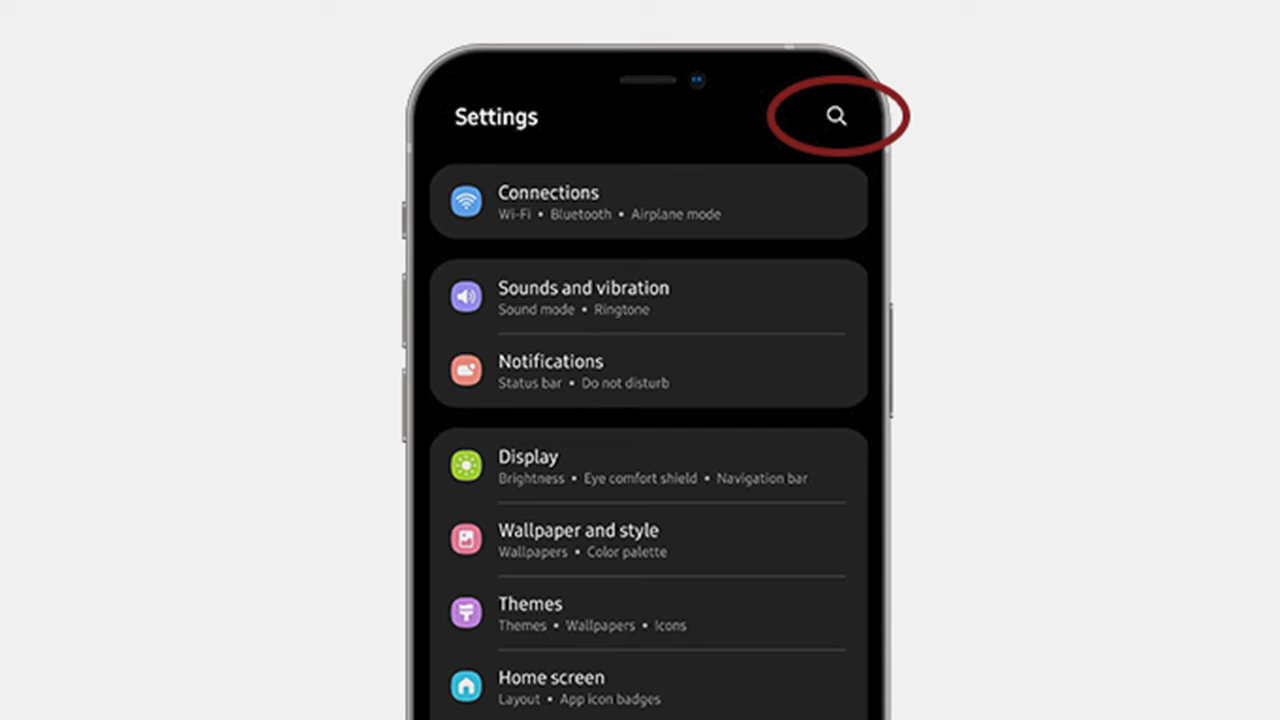 Settings
Connections
Wi-Fi • Bluetooth • Airplane mode
Sounds and vibration
Sound mode • Ringtone
Notifications
Status bar • Do not disturb
Display
Brightness • Eye comfort shield • Navigation bar
Wallpaper and style
Wallpapers • Color palette
Themes
Themes • Wallpapers • Icons
Home screen
Layout • App icon badges